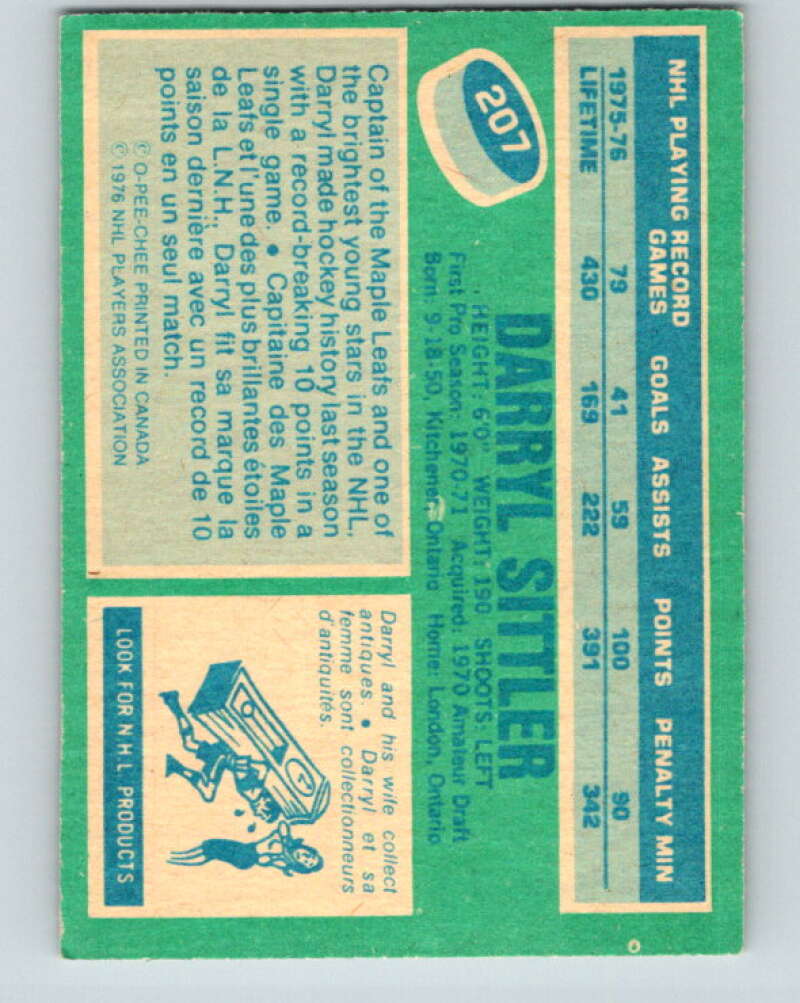 NHL PLAYING RECORD
GAMES GOALS ASSISTS POINTS PENALTY MIN
1975-76 79 41 59 100 90
LIFETIME 430 169 222 391 342
207
DARRYL SITTLER
HEIGHT: 6'0" WEIGHT: 190 SHOOTS: LEFT
First Pro Season: 1970-71 Acquired: 1970 Amateur Draft
Born: 9-18-50, Kitchener, Ontario Home: London, Ontario
Captain of the Maple Leafs and one of
the brightest young stars in the NHL,
Darryl made hockey history last season
with a record-breaking 10 points in a
single game. • Capitaine des Maple
Leafs et l'une des plus brillantes étoiles
de la L.N.H., Darryl fit sa marque la
saison dernière avec un record de 10
points en un seul match.
© O-PEE-CHEE PRINTED IN CANADA
© 1976 NHL PLAYERS ASSOCIATION
Darryl and his wife collect
antiques. • Darryl et sa
femme sont collectionneurs
d'antiquités.
LOOK FOR N.H.L. PRODUCTS